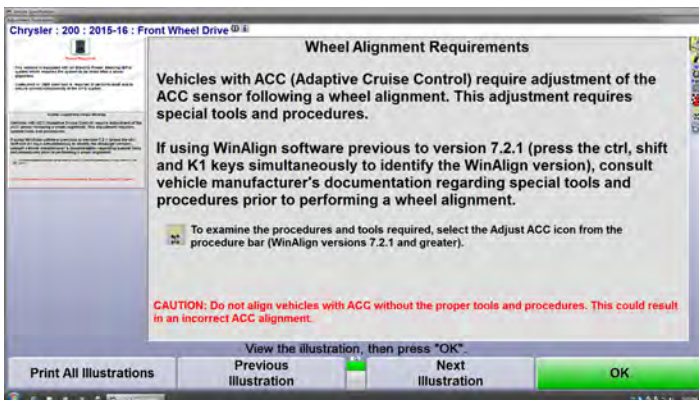 Chrysler : 200 : 2015-16 : Front Wheel Drive
Wheel Alignment Requirements
Vehicles with ACC (Adaptive Cruise Control) require adjustment of the
ACC sensor following a wheel alignment. This adjustment requires
special tools and procedures.
If using WinAlign software previous to version 7.2.1 (press the ctrl, shift
and K1 keys simultaneously to identify the WinAlign version), consult
vehicle manufacturer's documentation regarding special tools and
procedures prior to performing a wheel alignment.
To examine the procedures and tools required, select the Adjust ACC icon from the
procedure bar (WinAlign versions 7.2.1 and greater).
CAUTION: Do not align vehicles with ACC without the proper tools and procedures. This could result
in an incorrect ACC alignment.
View the illustration, then press "OK".
Print All Illustrations
Previous
Illustration
Next
Illustration
OK